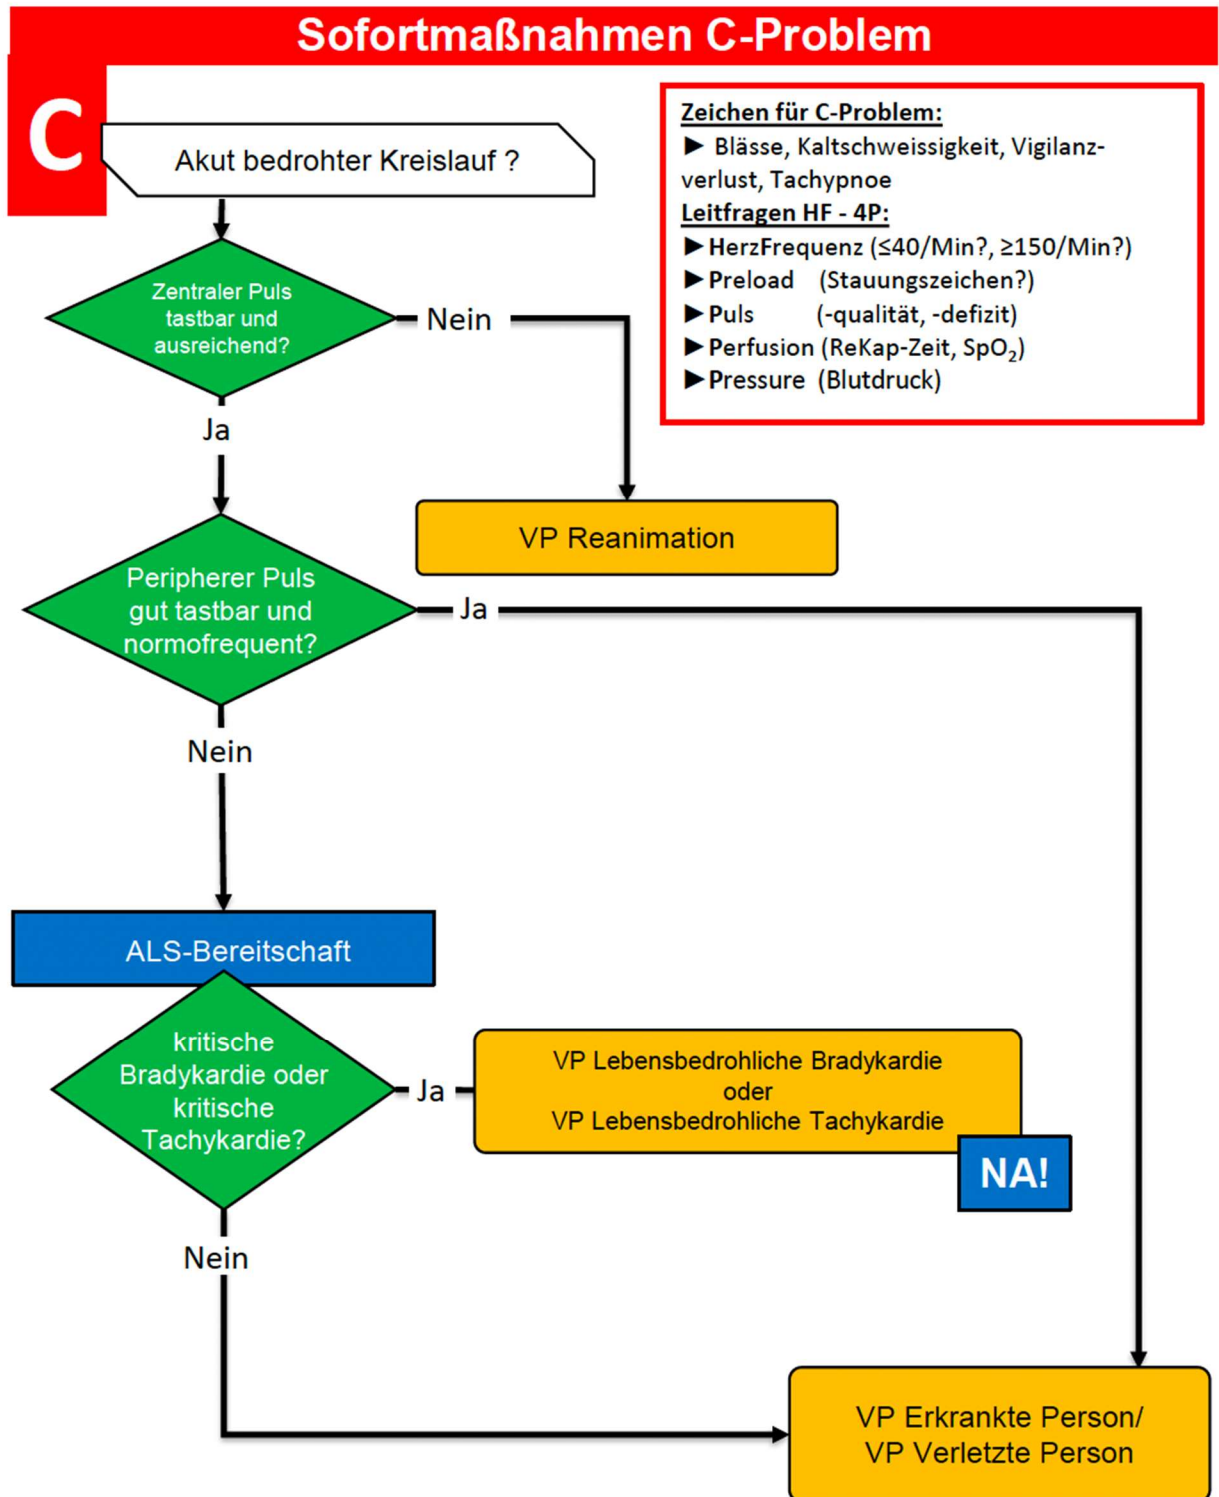 Sofortmaßnahmen C-Problem
C
Akut bedrohter Kreislauf ?
Zeichen für C-Problem:
► Blässe, Kaltschweissigkeit, Vigilanz-
verlust, Tachypnoe
Leitfragen HF - 4P:
►HerzFrequenz (≤40/Min?, ≥150/Min?)
►Preload (Stauungszeichen?)
►Puls (-qualität, -defizit)
►Perfusion (ReKap-Zeit, SpO₂)
►Pressure (Blutdruck)
Zentraler Puls
tastbar und
ausreichend?
Nein
Ja
VP Reanimation
Peripherer Puls
gut tastbar und
normofrequent?
Ja
Nein
ALS-Bereitschaft
kritische
Bradykardie oder
kritische
Tachykardie?
Ja
VP Lebensbedrohliche Bradykardie
oder
VP Lebensbedrohliche Tachykardie
NA!
Nein
VP Erkrankte Person/
VP Verletzte Person